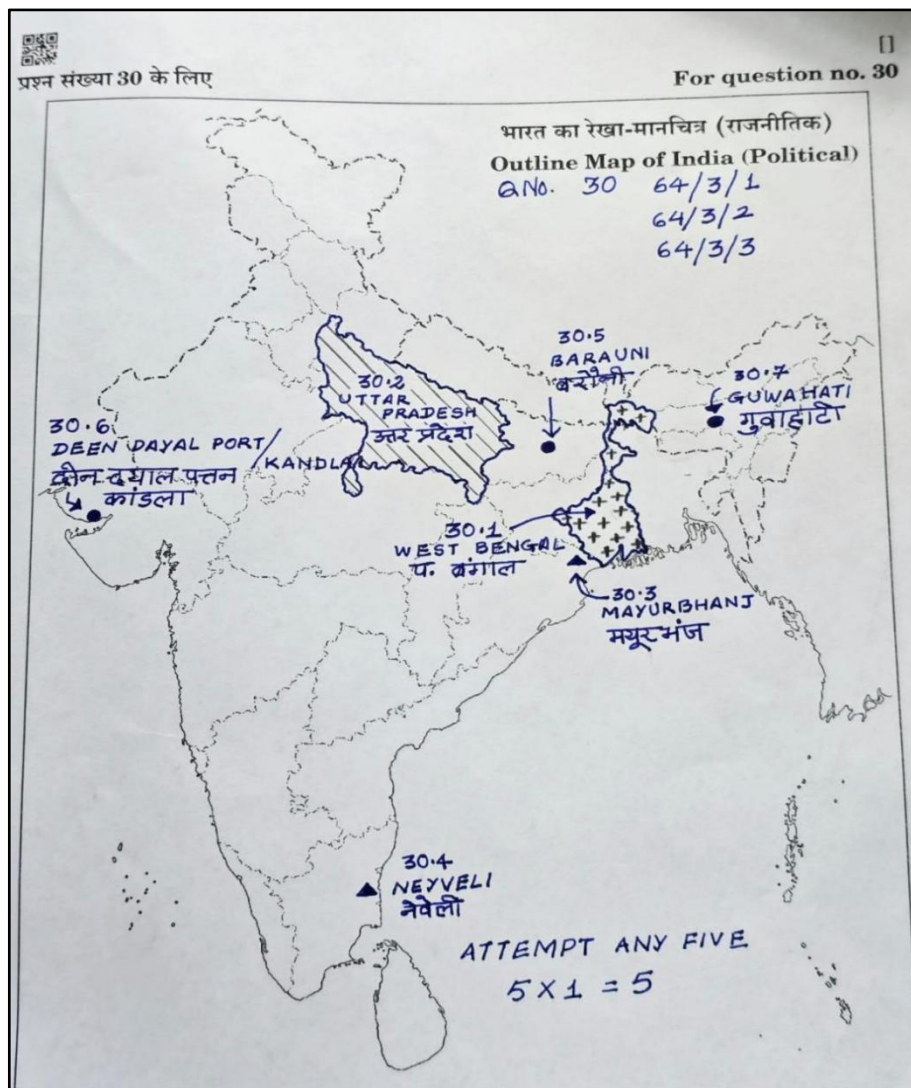 []
प्रश्न संख्या 30 के लिए
For question no. 30
भारत का रेखा-मानचित्र (राजनीतिक)
Outline Map of India (Political)
QNo. 30 64/3/1
64/3/2
64/3/3
30.5
BARAUNI
बरौनी
30.7
GUWAHATI
गुवाहाटी
30.2
UTTAR
PRADESH
उत्तर प्रदेश
30.6
DEEN DAYAL PORT/
KANDLA
दीन दयाल पत्तन
कांडला
30.1
WEST BENGAL
प. बंगाल
30.3
MAYURBHANJ
मयूरभंज
30.4
NEYVELI
नेवेली
ATTEMPT ANY FIVE
5 X 1 = 5